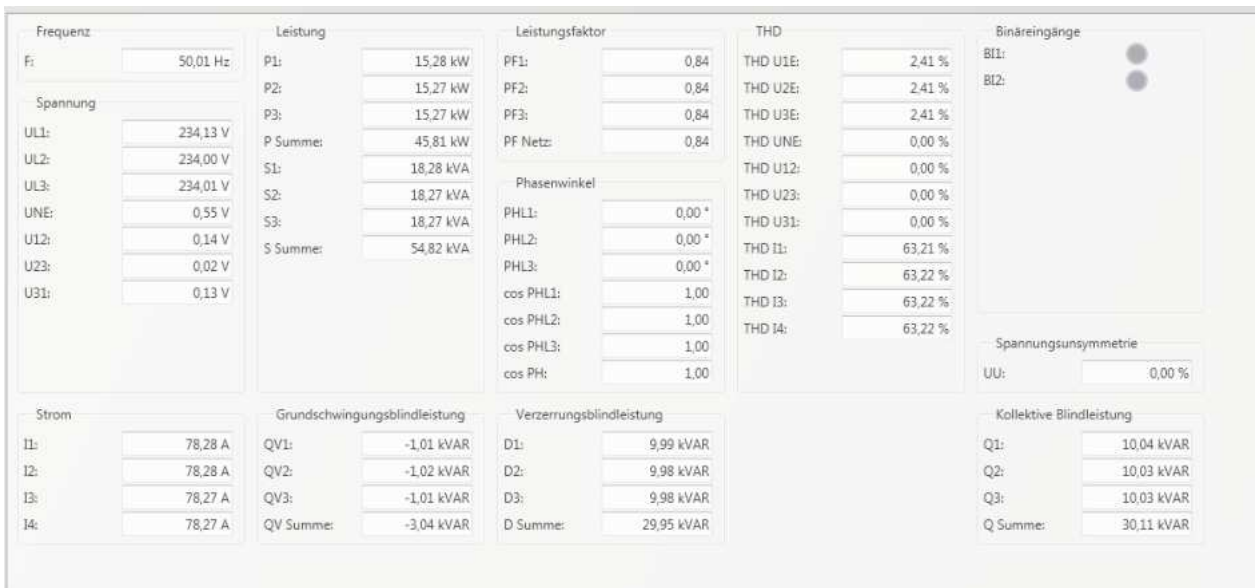 Frequenz
F: 50,01 Hz
Spannung
UL1: 234,13 V
UL2: 234,00 V
UL3: 234,01 V
UNE: 0,55 V
U12: 0,14 V
U23: 0,02 V
U31: 0,13 V
Leistung
P1: 15,28 kW
P2: 15,27 kW
P3: 15,27 kW
P Summe: 45,81 kW
S1: 18,28 kVA
S2: 18,27 kVA
S3: 18,27 kVA
S Summe: 54,82 kVA
Leistungsfaktor
PF1: 0,84
PF2: 0,84
PF3: 0,84
PF Netz: 0,84
Phasenwinkel
PHL1: 0,00 °
PHL2: 0,00 °
PHL3: 0,00 °
cos PHL1: 1,00
cos PHL2: 1,00
cos PHL3: 1,00
cos PH: 1,00
THD
THD U1E: 2,41 %
THD U2E: 2,41 %
THD U3E: 2,41 %
THD UNE: 0,00 %
THD U12: 0,00 %
THD U23: 0,00 %
THD U31: 0,00 %
THD I1: 63,21 %
THD I2: 63,22 %
THD I3: 63,22 %
THD I4: 63,22 %
Binäreingänge
BI1:
BI2:
Spannungsunsymmetrie
UU: 0,00 %
Strom
I1: 78,28 A
I2: 78,28 A
I3: 78,27 A
I4: 78,27 A
Grundschwingungsblindleistung
QV1: -1,01 kVAR
QV2: -1,02 kVAR
QV3: -1,01 kVAR
QV Summe: -3,04 kVAR
Verzerrungsblindleistung
D1: 9,99 kVAR
D2: 9,98 kVAR
D3: 9,98 kVAR
D Summe: 29,95 kVAR
Kollektive Blindleistung
Q1: 10,04 kVAR
Q2: 10,03 kVAR
Q3: 10,03 kVAR
Q Summe: 30,11 kVAR